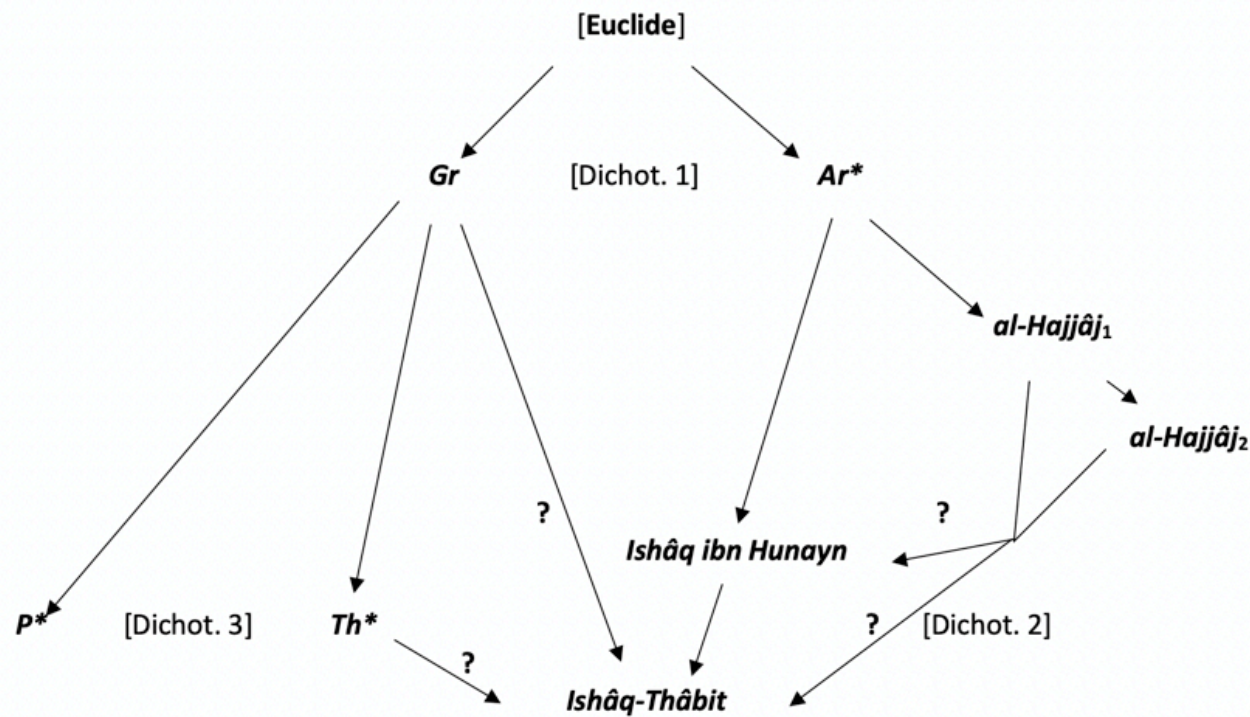 [Euclide]
Gr [Dichot. 1] Ar*
al-Hajjâj₁
al-Hajjâj₂
? ?
Ishâq ibn Hunayn
P* [Dichot. 3] Th* ? [Dichot. 2]
?
Ishâq-Thâbit